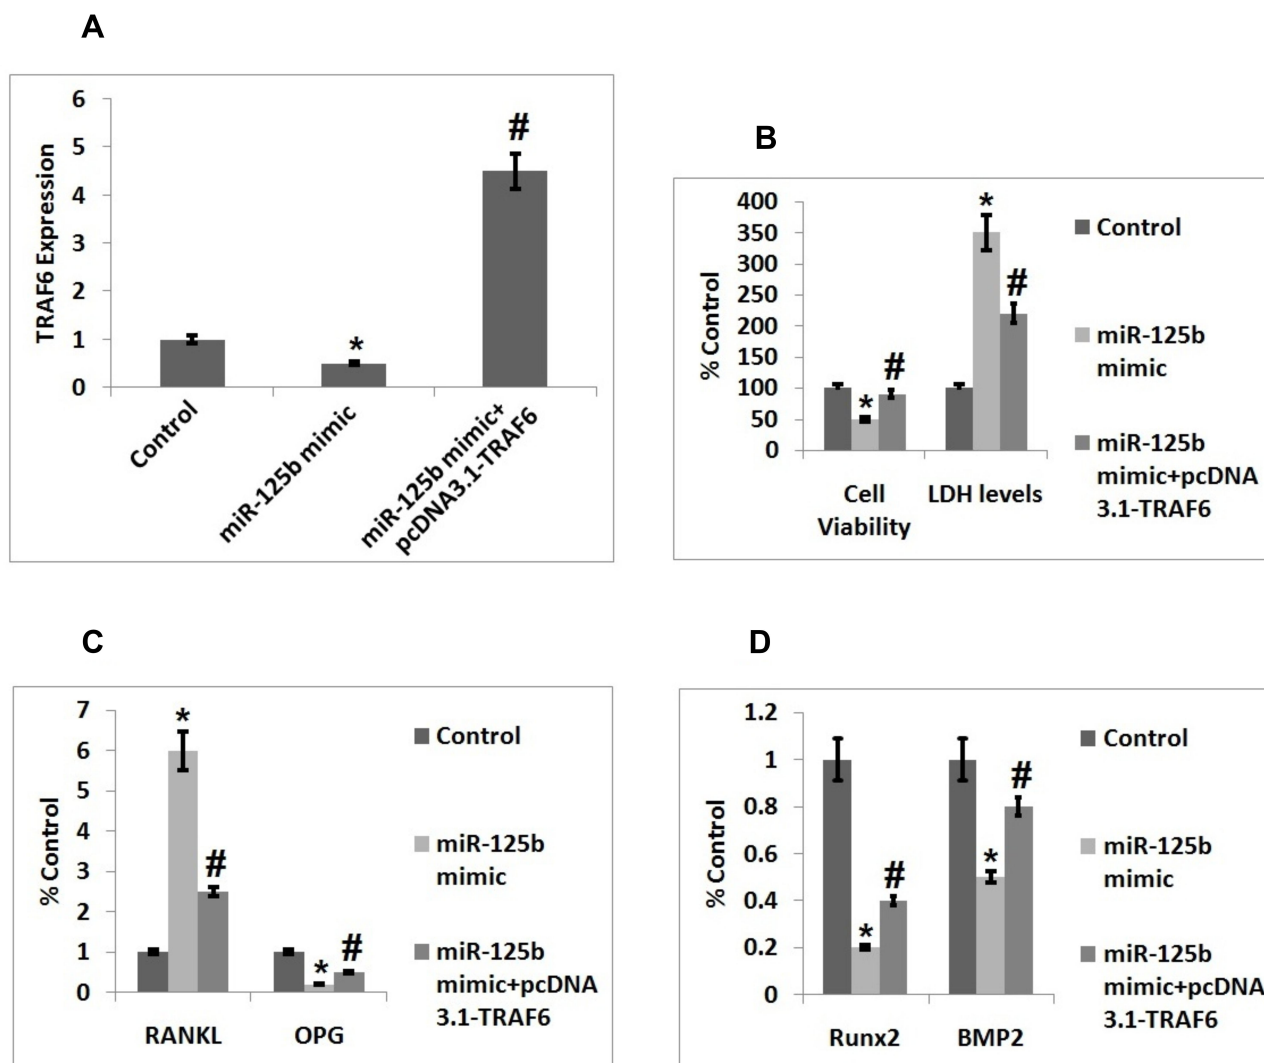 A
6
5
4
3
2
1
0
TRAF6 Expression
#
*
Control
miR-125b mimic
miR-125b mimic+
pcDNA3.1-TRAF6
B
400
350
300
250
200
150
100
50
0
% Control
*
#
*
#
Cell
Viability
LDH levels
Control
miR-125b
mimic
miR-125b
mimic+pcDNA
3.1-TRAF6
C
7
6
5
4
3
2
1
0
% Control
*
#
*
#
RANKL
OPG
Control
miR-125b
mimic
miR-125b
mimic+pcDNA
3.1-TRAF6
D
1.2
1
0.8
0.6
0.4
0.2
0
% Control
*
#
*
#
Runx2
BMP2
Control
miR-125b
mimic
miR-125b
mimic+pcDNA
3.1-TRAF6